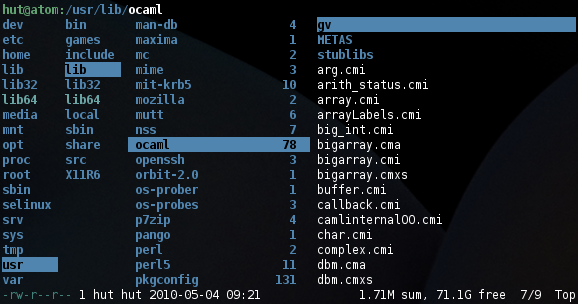 hut@atom:/usr/lib/ocaml
dev bin man-db 4 gv
etc games maxima 1 METAS
home include mc 2 stublibs
lib lib mime 3 arg.cmi
lib32 lib32 mit-krb5 10 arith_status.cmi
lib64 lib64 mozilla 2 array.cmi
media local mutt 6 arrayLabels.cmi
mnt sbin nss 7 big_int.cmi
opt share ocaml 78 bigarray.cma
proc src openssh 3 bigarray.cmi
root X11R6 orbit-2.0 1 bigarray.cmxs
sbin os-prober 1 buffer.cmi
selinux os-probes 3 callback.cmi
srv p7zip 4 camlinternalOO.cmi
sys pango 1 char.cmi
tmp perl 2 complex.cmi
usr perl5 11 dbm.cma
var pkgconfig 131 dbm.cmxs
-rw-r--r-- 1 hut hut 2010-05-04 09:21 1.71M sum, 71.1G free 7/9 Top